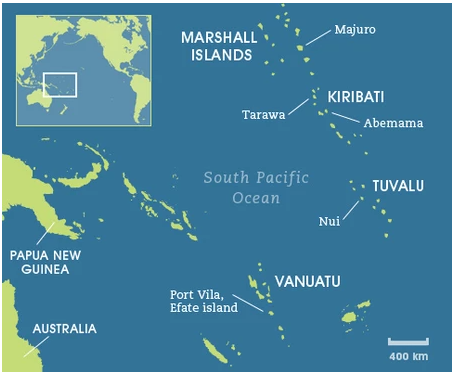 MARSHALL
ISLANDS
Majuro
KIRIBATI
Tarawa
Abemama
South Pacific
Ocean
TUVALU
Nui
PAPUA NEW
GUINEA
VANUATU
Port Vila,
Efate island
AUSTRALIA
400 km